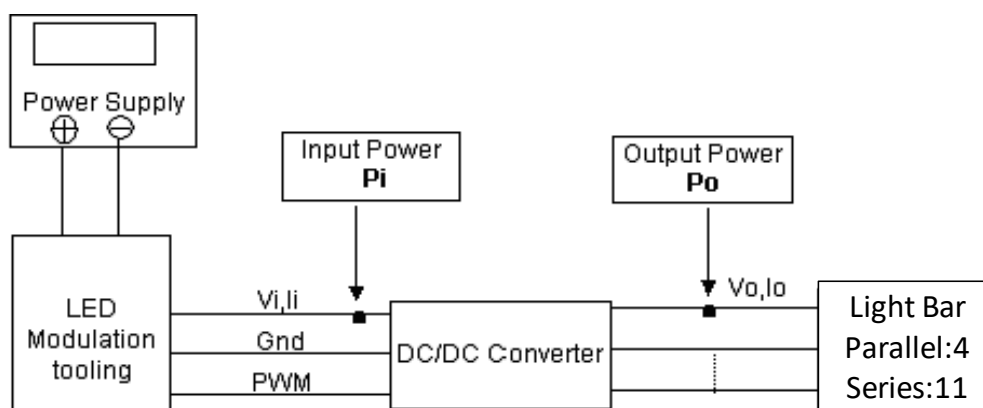 Power Supply
Input Power
Pi
Output Power
Po
LED
Modulation
tooling
Vi,Ii
Gnd
PWM
DC/DC Converter
Vo,Io
Light Bar
Parallel:4
Series:11